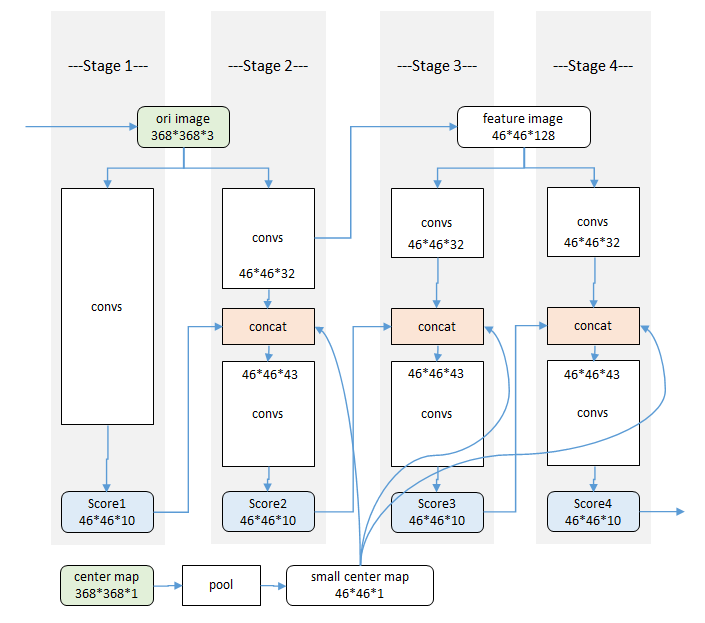 ---Stage 1---
---Stage 2---
---Stage 3---
---Stage 4---
ori image
368*368*3
feature image
46*46*128
convs
convs
46*46*32
convs
46*46*32
convs
46*46*32
concat
concat
concat
46*46*43
convs
46*46*43
convs
46*46*43
convs
Score1
46*46*10
Score2
46*46*10
Score3
46*46*10
Score4
46*46*10
center map
368*368*1
pool
small center map
46*46*1